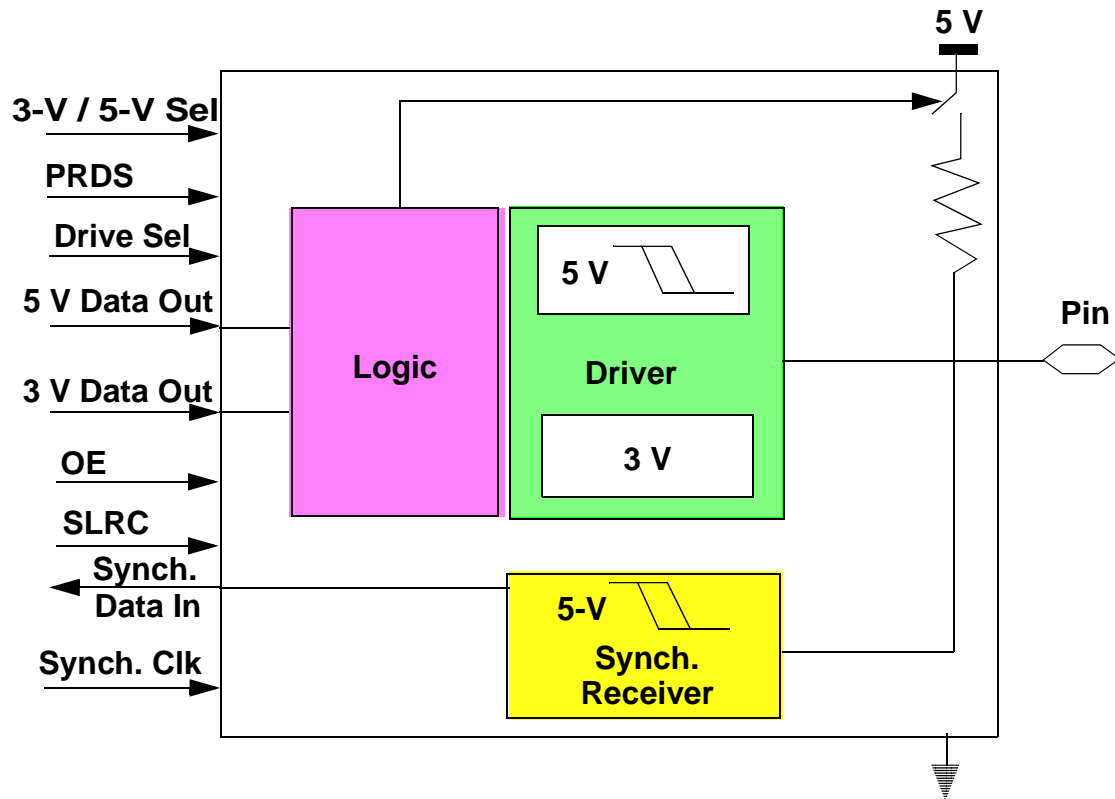 5 V
3-V / 5-V Sel
PRDS
Drive Sel
5 V Data Out
3 V Data Out
OE
SLRC
Synch.
Data In
Synch. Clk
Logic
5 V
Driver
3 V
5-V
Synch.
Receiver
Pin